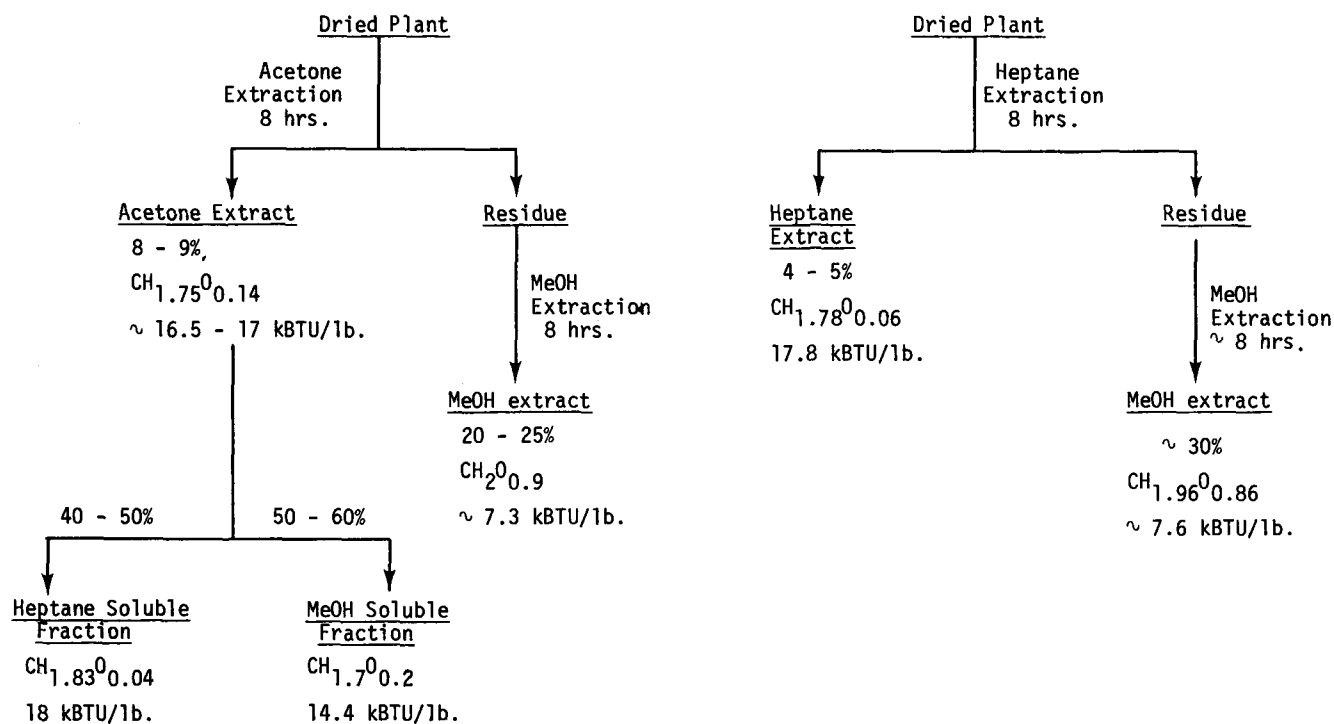 Dried Plant
Acetone
Extraction
8 hrs.
Acetone Extract
8 - 9%,
CH1.75O0.14
~ 16.5 - 17 kBTU/lb.
Residue
MeOH
Extraction
8 hrs.
MeOH extract
20 - 25%
CH2O0.9
~ 7.3 kBTU/lb.
40 - 50%
50 - 60%
Heptane Soluble
Fraction
CH1.83O0.04
18 kBTU/lb.
MeOH Soluble
Fraction
CH1.7O0.2
14.4 kBTU/lb.
Dried Plant
Heptane
Extraction
8 hrs.
Heptane
Extract
4 - 5%
CH1.78O0.06
17.8 kBTU/lb.
Residue
MeOH
Extraction
~ 8 hrs.
MeOH extract
~ 30%
CH1.96O0.86
~ 7.6 kBTU/lb.